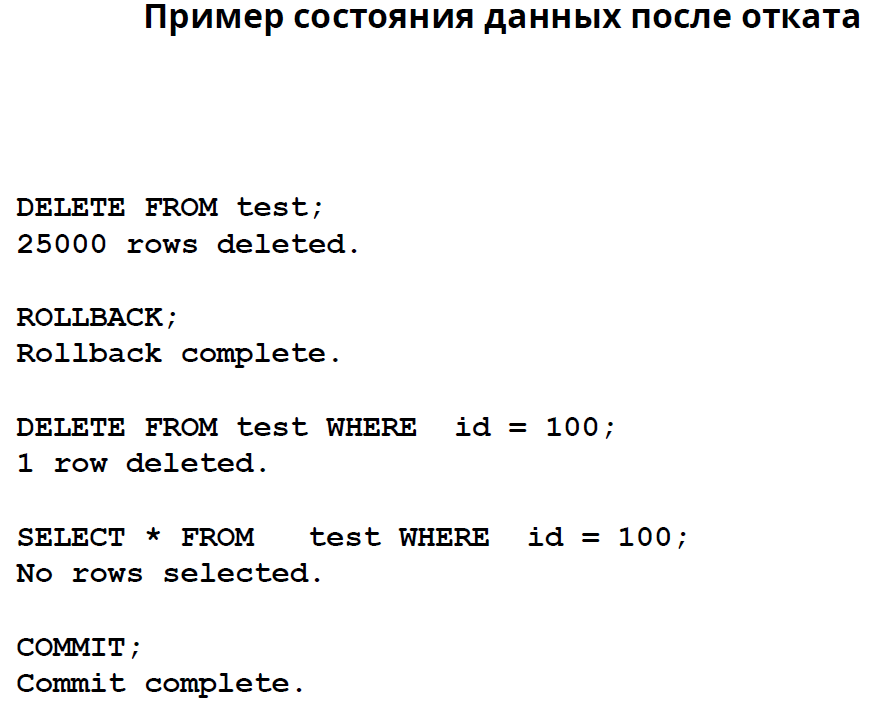 Пример состояния данных после отката
DELETE FROM test;
25000 rows deleted.
ROLLBACK;
Rollback complete.
DELETE FROM test WHERE  id = 100;
1 row deleted.
SELECT * FROM   test WHERE  id = 100;
No rows selected.
COMMIT;
Commit complete.